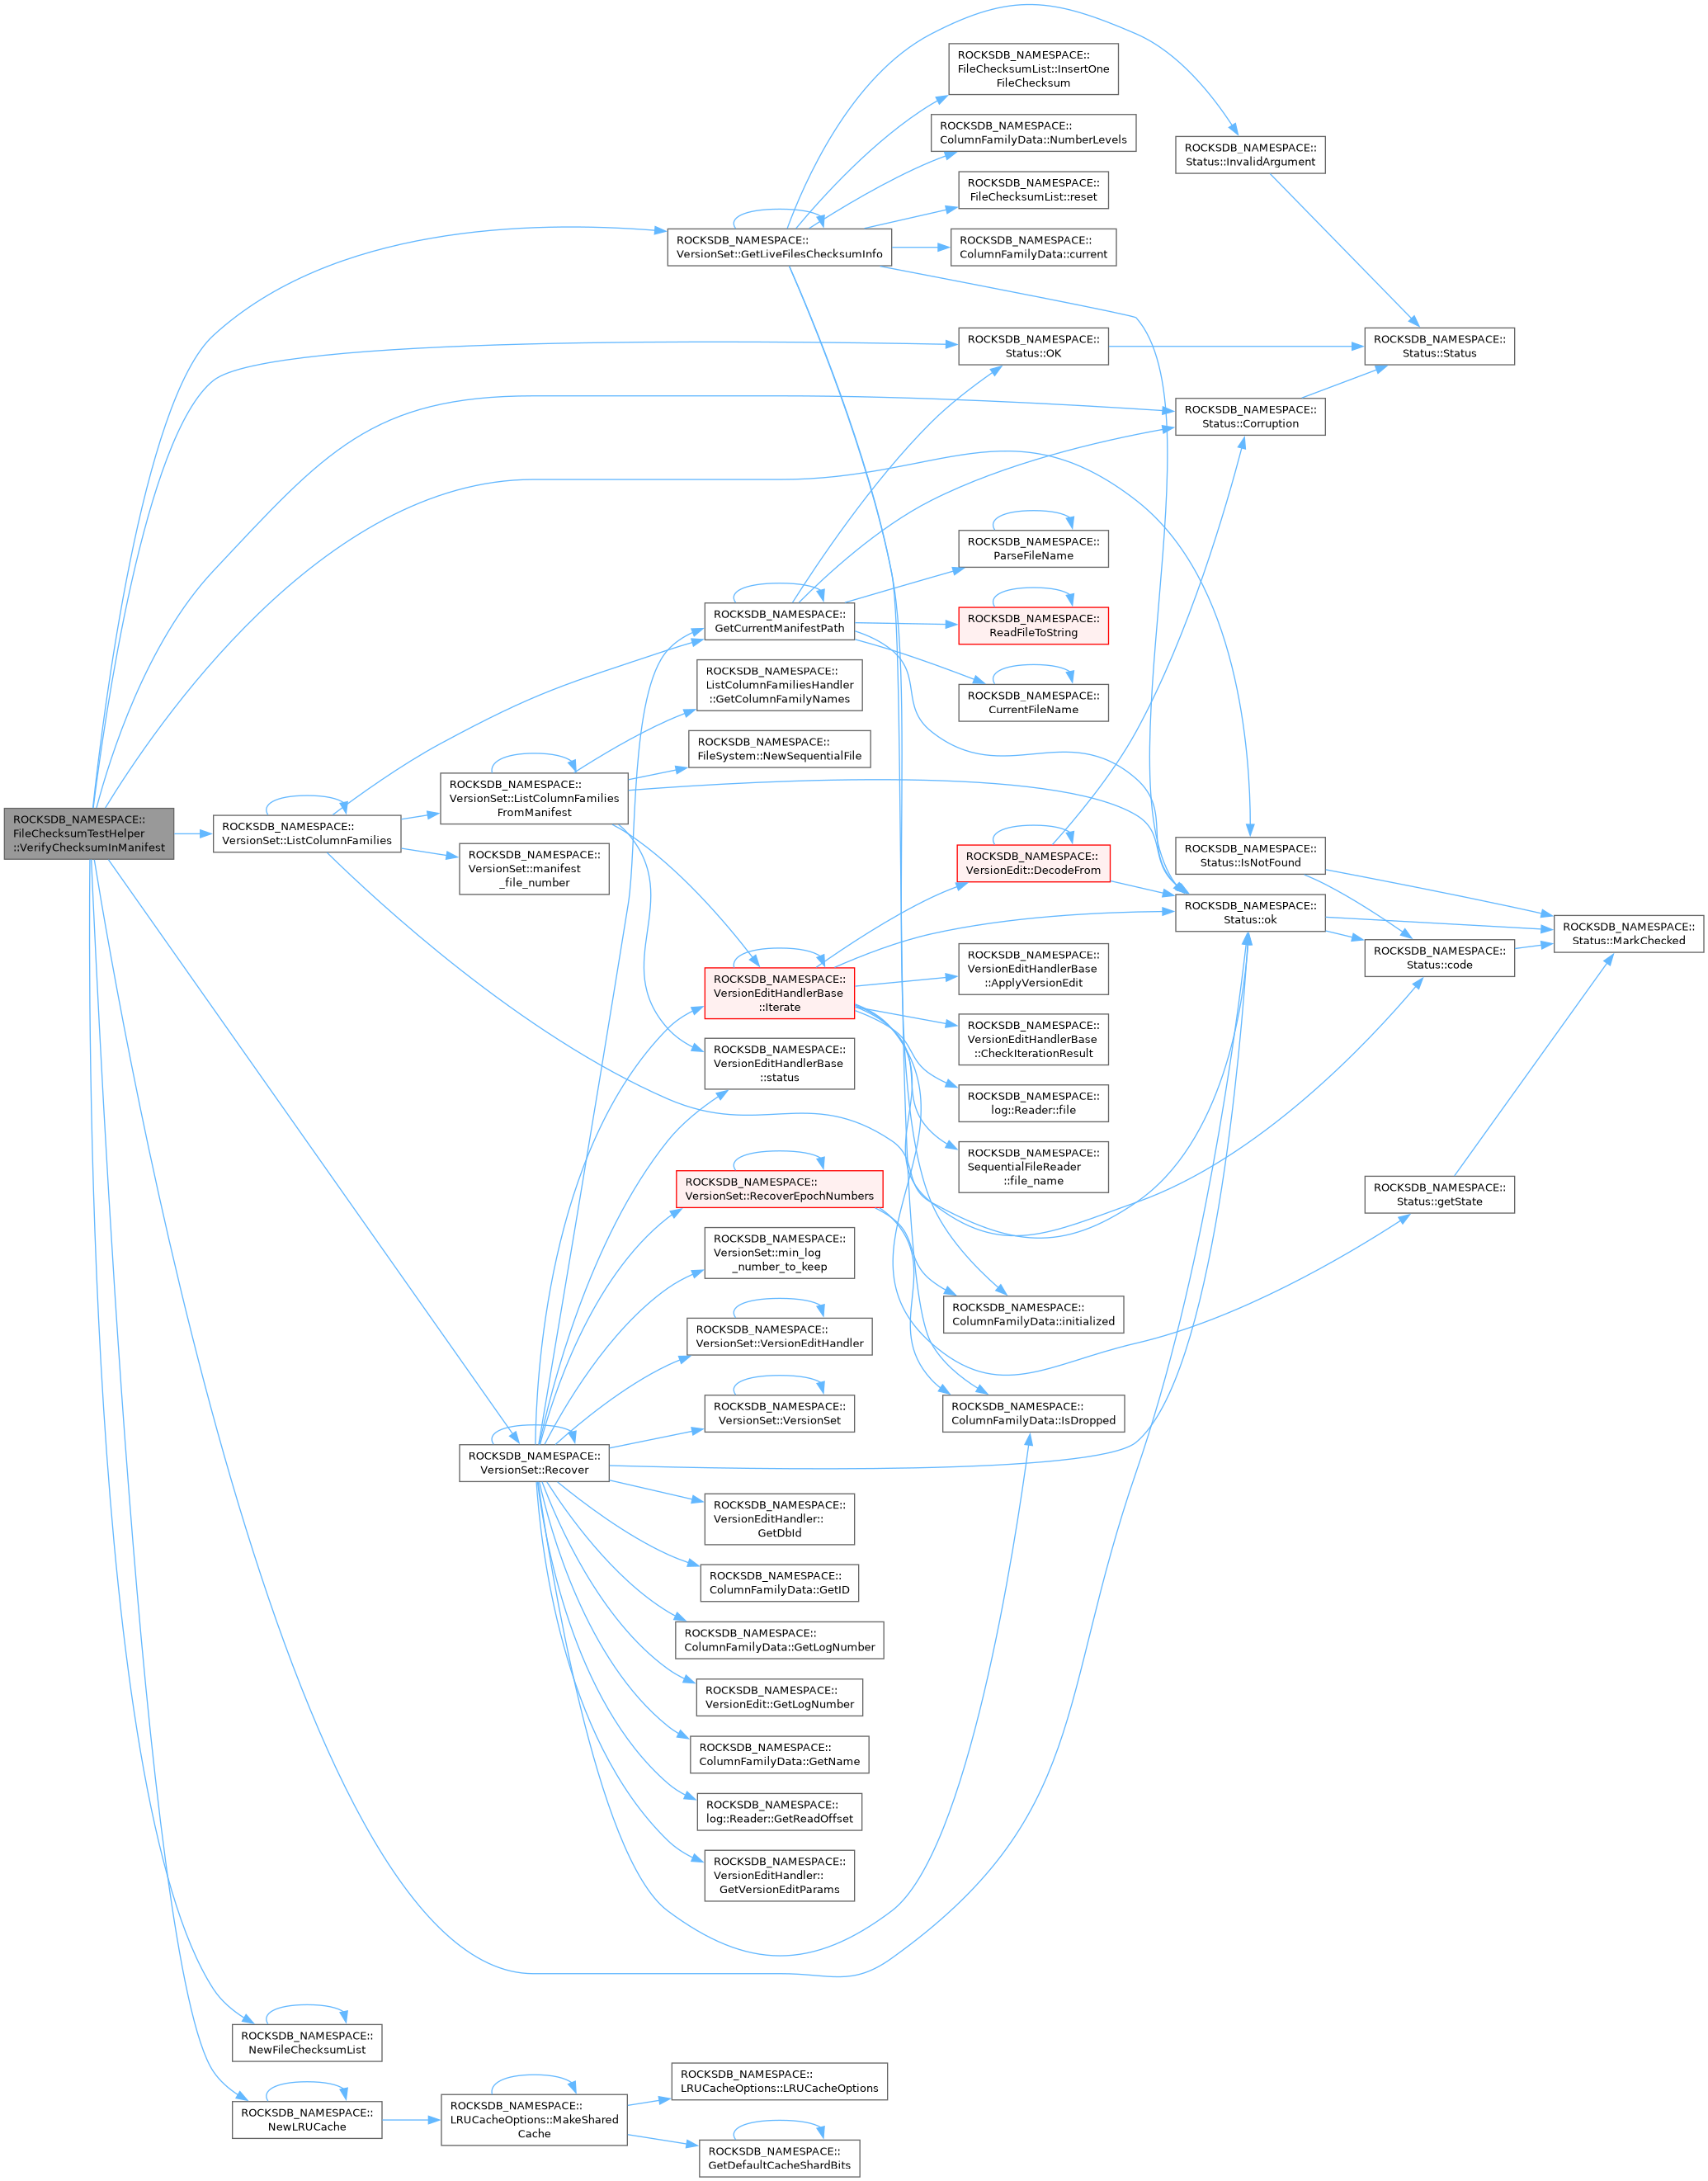 ROCKSDB_NAMESPACE::
FileChecksumTestHelper
::VerifyChecksumInManifest
ROCKSDB_NAMESPACE::
VersionSet::GetLiveFilesChecksumInfo
ROCKSDB_NAMESPACE::
FileChecksumList::InsertOne
FileChecksum
ROCKSDB_NAMESPACE::
ColumnFamilyData::NumberLevels
ROCKSDB_NAMESPACE::
FileChecksumList::reset
ROCKSDB_NAMESPACE::
ColumnFamilyData::current
ROCKSDB_NAMESPACE::
Status::InvalidArgument
ROCKSDB_NAMESPACE::
Status::OK
ROCKSDB_NAMESPACE::
Status::Status
ROCKSDB_NAMESPACE::
Status::Corruption
ROCKSDB_NAMESPACE::
ParseFileName
ROCKSDB_NAMESPACE::
GetCurrentManifestPath
ROCKSDB_NAMESPACE::
ReadFileToString
ROCKSDB_NAMESPACE::
CurrentFileName
ROCKSDB_NAMESPACE::
ListColumnFamiliesHandler
::GetColumnFamilyNames
ROCKSDB_NAMESPACE::
FileSystem::NewSequentialFile
ROCKSDB_NAMESPACE::
VersionSet::ListColumnFamilies
FromManifest
ROCKSDB_NAMESPACE::
VersionSet::ListColumnFamilies
ROCKSDB_NAMESPACE::
VersionSet::manifest
_file_number
ROCKSDB_NAMESPACE::
VersionEdit::DecodeFrom
ROCKSDB_NAMESPACE::
Status::IsNotFound
ROCKSDB_NAMESPACE::
Status::ok
ROCKSDB_NAMESPACE::
Status::MarkChecked
ROCKSDB_NAMESPACE::
Status::code
ROCKSDB_NAMESPACE::
VersionEditHandlerBase
::Iterate
ROCKSDB_NAMESPACE::
VersionEditHandlerBase
::ApplyVersionEdit
ROCKSDB_NAMESPACE::
VersionEditHandlerBase
::CheckIterationResult
ROCKSDB_NAMESPACE::
VersionEditHandlerBase
::status
ROCKSDB_NAMESPACE::
log::Reader::file
ROCKSDB_NAMESPACE::
SequentialFileReader
::file_name
ROCKSDB_NAMESPACE::
Status::getState
ROCKSDB_NAMESPACE::
VersionSet::RecoverEpochNumbers
ROCKSDB_NAMESPACE::
VersionSet::min_log
_number_to_keep
ROCKSDB_NAMESPACE::
ColumnFamilyData::initialized
ROCKSDB_NAMESPACE::
VersionSet::VersionEditHandler
ROCKSDB_NAMESPACE::
VersionSet::VersionSet
ROCKSDB_NAMESPACE::
ColumnFamilyData::IsDropped
ROCKSDB_NAMESPACE::
VersionSet::Recover
ROCKSDB_NAMESPACE::
VersionEditHandler::
GetDbId
ROCKSDB_NAMESPACE::
ColumnFamilyData::GetID
ROCKSDB_NAMESPACE::
ColumnFamilyData::GetLogNumber
ROCKSDB_NAMESPACE::
VersionEdit::GetLogNumber
ROCKSDB_NAMESPACE::
ColumnFamilyData::GetName
ROCKSDB_NAMESPACE::
log::Reader::GetReadOffset
ROCKSDB_NAMESPACE::
VersionEditHandler::
GetVersionEditParams
ROCKSDB_NAMESPACE::
NewFileChecksumList
ROCKSDB_NAMESPACE::
NewLRUCache
ROCKSDB_NAMESPACE::
LRUCacheOptions::MakeShared
Cache
ROCKSDB_NAMESPACE::
LRUCacheOptions::LRUCacheOptions
ROCKSDB_NAMESPACE::
GetDefaultCacheShardBits